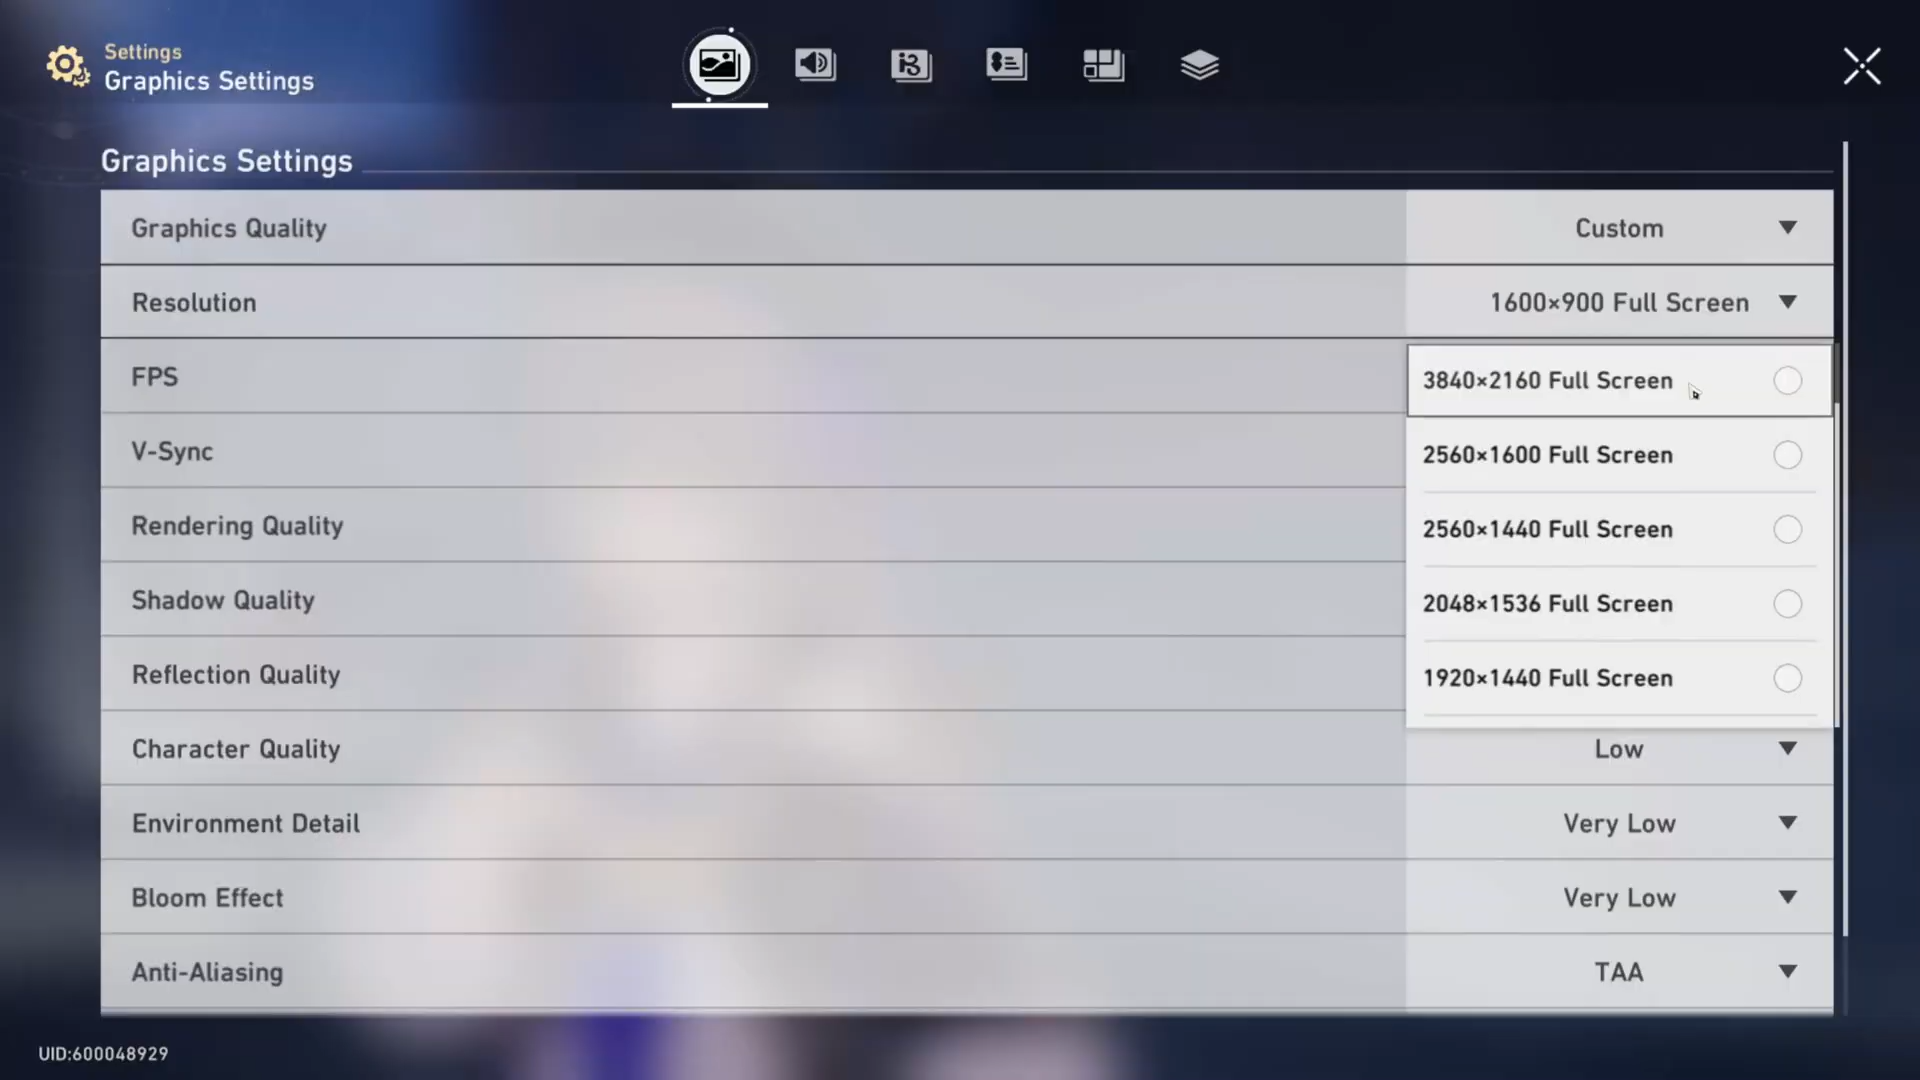 Settings
Graphics Settings
Graphics Settings
Graphics Quality Custom
Resolution 1600×900 Full Screen
FPS
3840×2160 Full Screen
V-Sync
2560×1600 Full Screen
Rendering Quality
2560×1440 Full Screen
Shadow Quality
2048×1536 Full Screen
Reflection Quality
1920×1440 Full Screen
Character Quality Low
Environment Detail Very Low
Bloom Effect Very Low
Anti-Aliasing TAA
UID:600048929